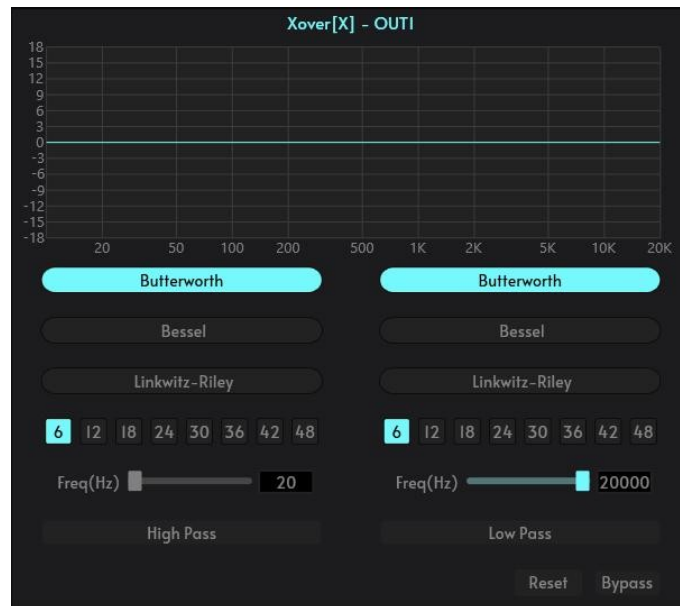 Xover[X] - OUT1
18
15
12
9
6
3
0
-3
-6
-9
-12
-15
-18
20 50 100 200 500 1K 2K 5K 10K 20K
Butterworth Butterworth
Bessel Bessel
Linkwitz-Riley Linkwitz-Riley
6 12 18 24 30 36 42 48 6 12 18 24 30 36 42 48
Freq(Hz) 20 Freq(Hz) 20000
High Pass Low Pass
Reset Bypass